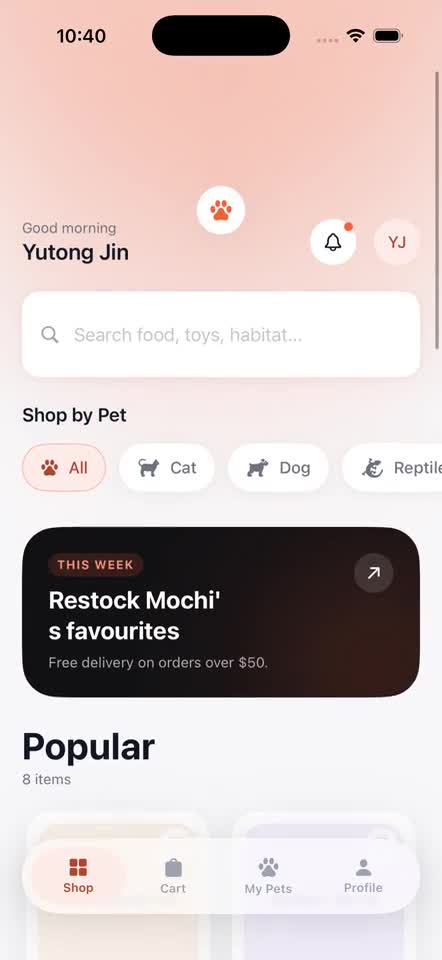 10:40
Good morning
Yutong Jin
YJ
Search food, toys, habitat...
Shop by Pet
All
Cat
Dog
Reptile
THIS WEEK
Restock Mochi'
s favourites
Free delivery on orders over $50.
Popular
8 items
Shop
Cart
My Pets
Profile